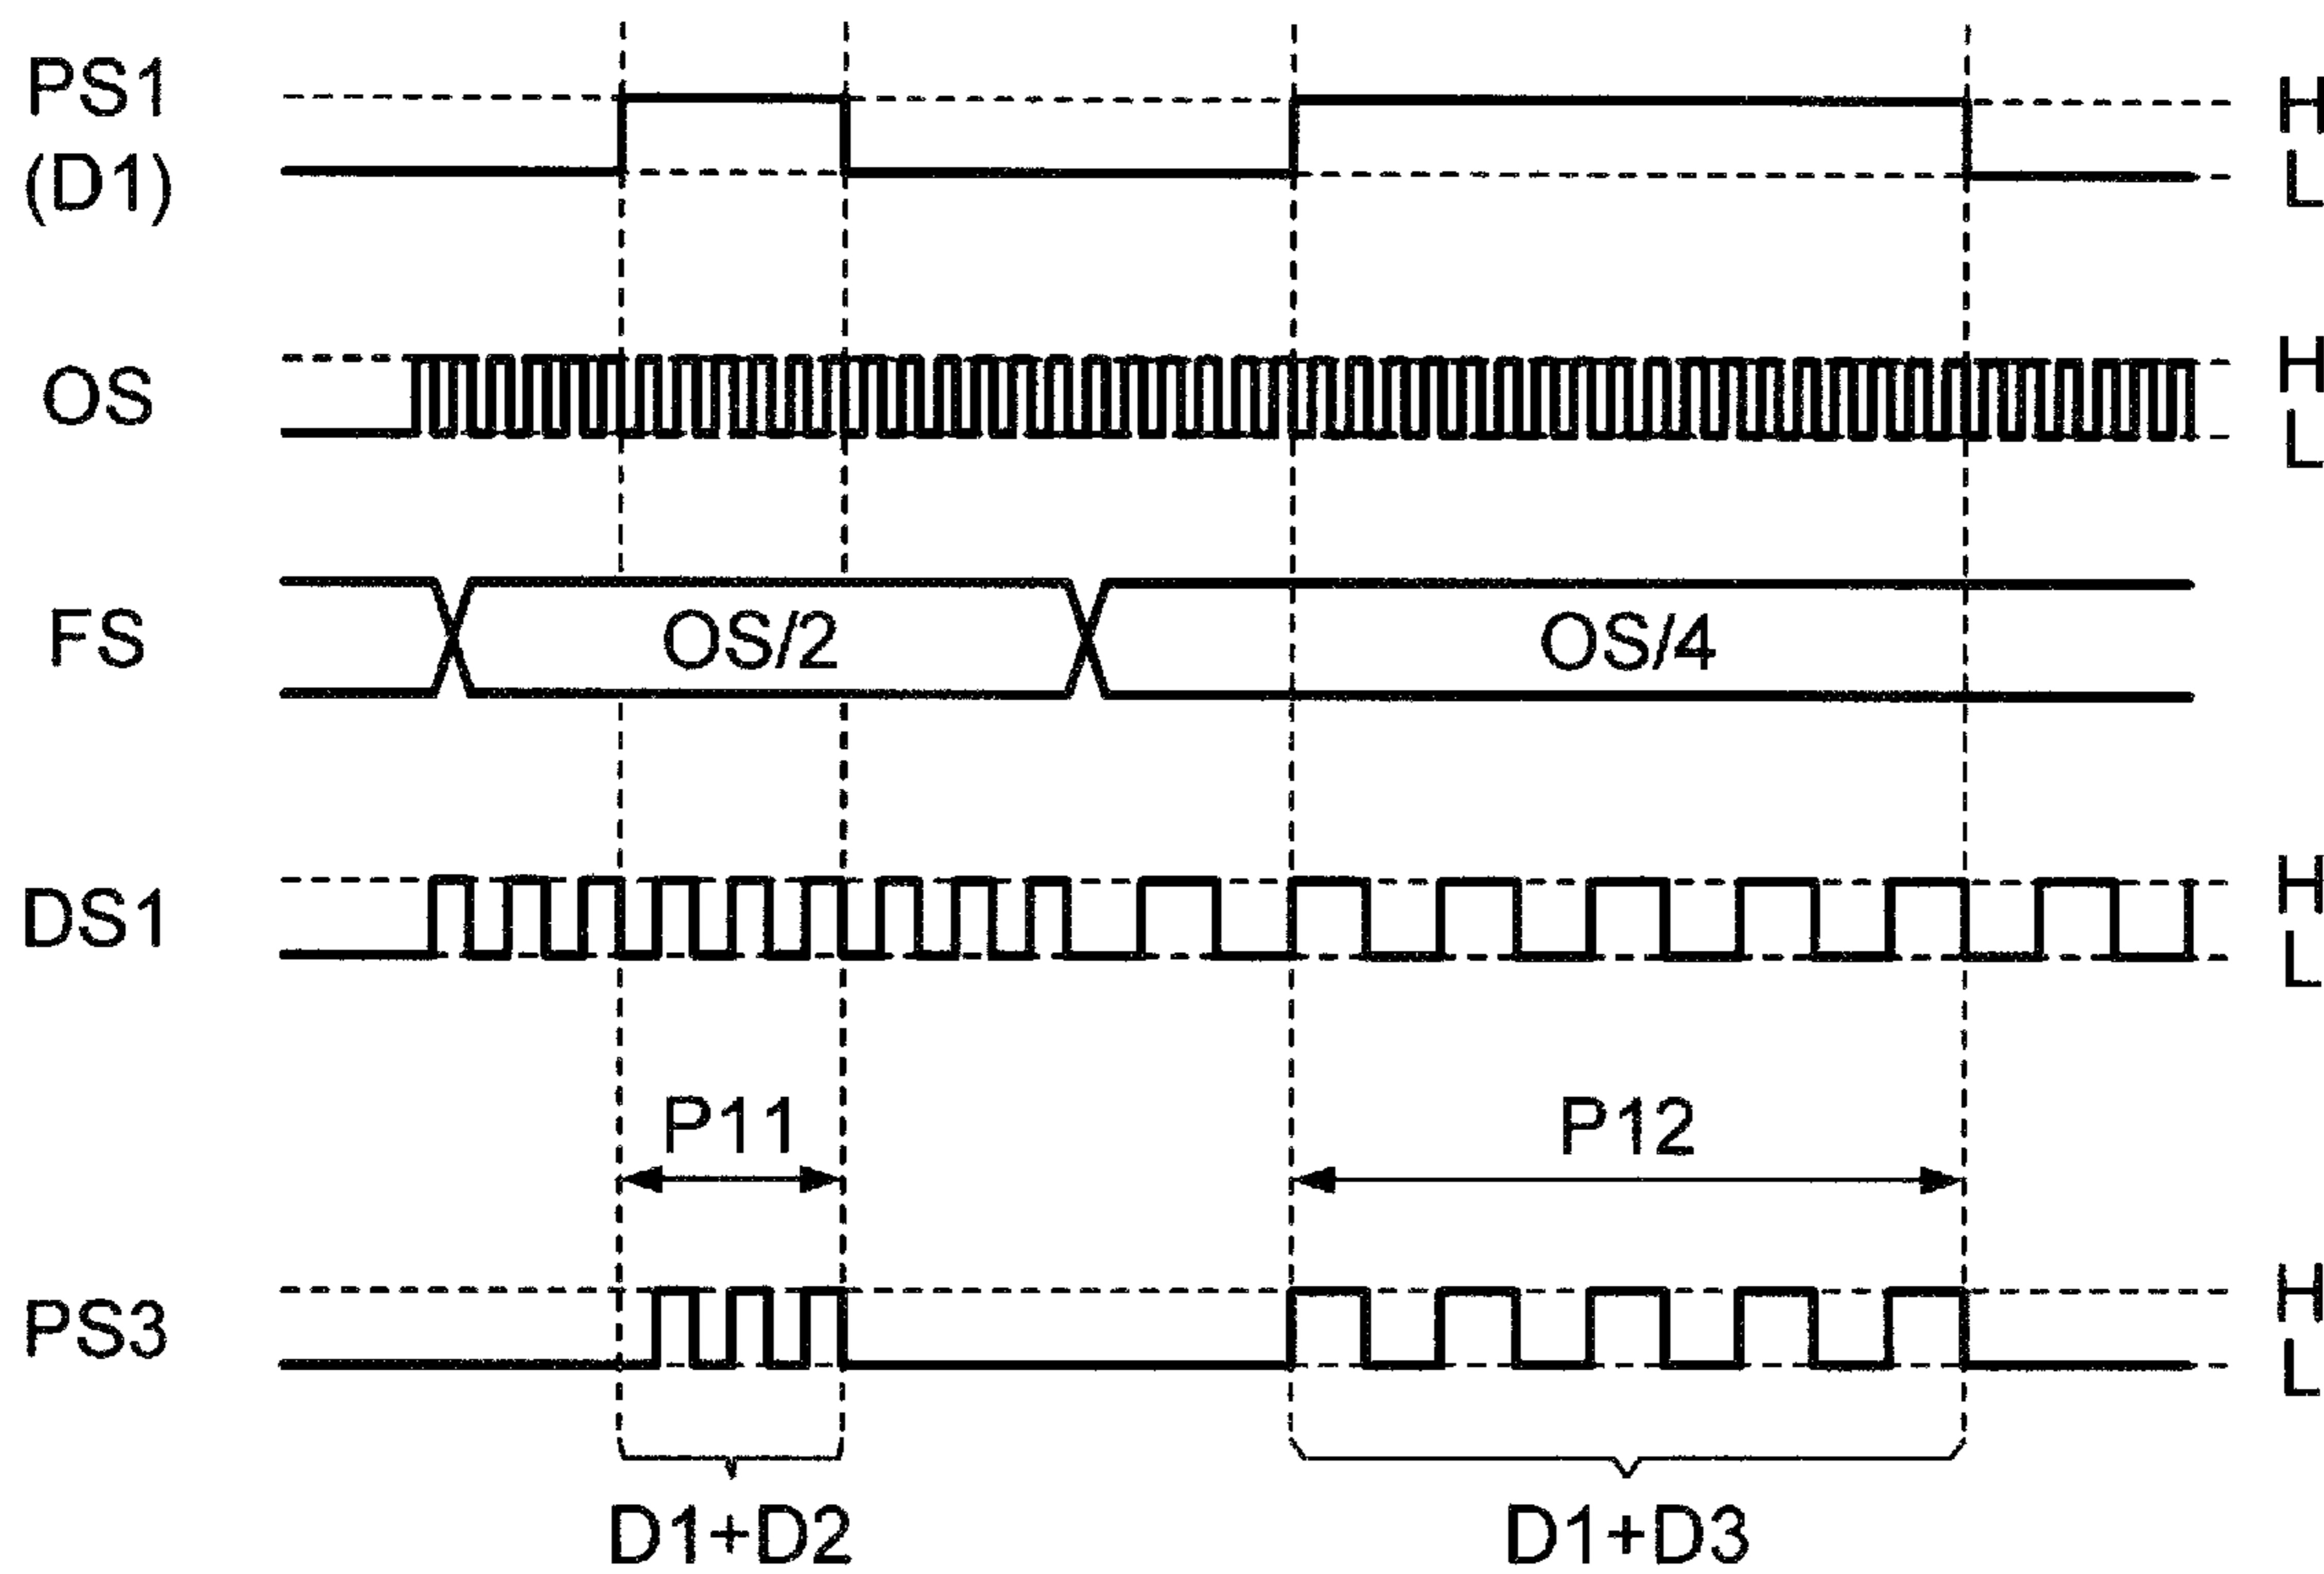 PS1
(D1)
H
L
OS
H
L
FS
OS/2
OS/4
DS1
H
L
P11
P12
PS3
H
L
D1+D2
D1+D3